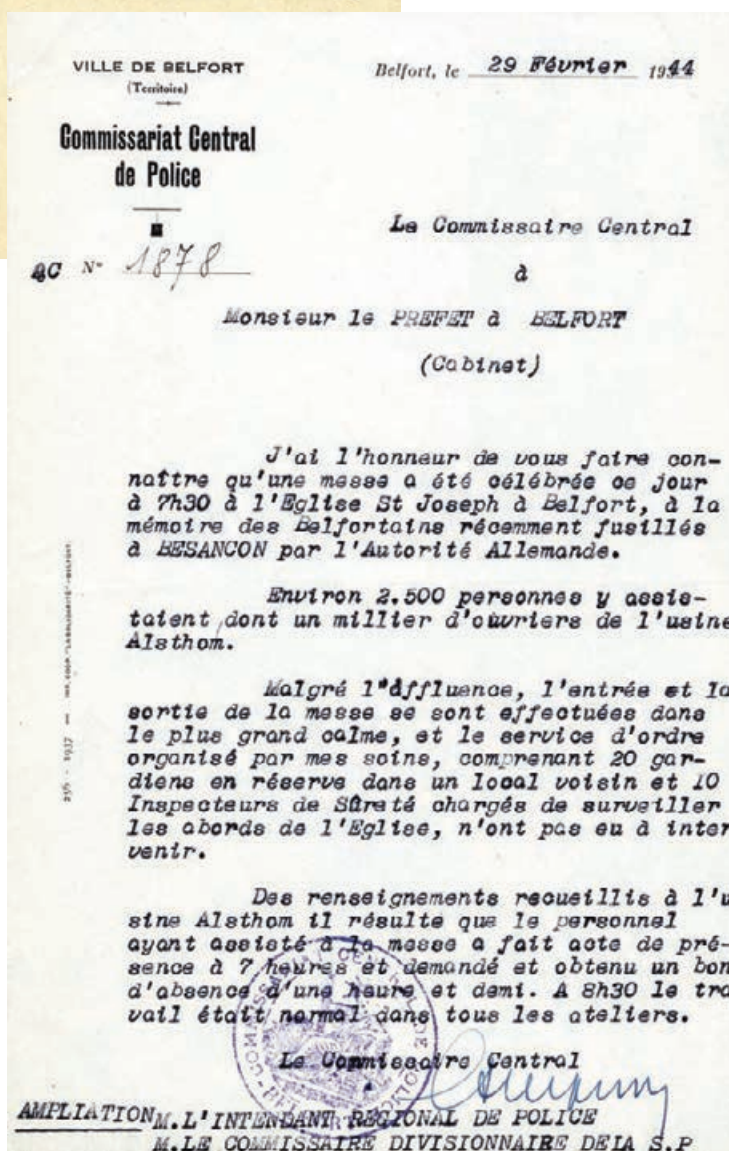 VILLE DE BELFORT
(Territoire)
Commissariat Central
de Police
Belfort, le 29 Février 1944
QC N° 1878
Le Commissaire Central
à
Monsieur le PREFET à BELFORT
(Cabinet)
J'ai l'honneur de vous faire con-
naître qu'une messe a été célébrée ce jour
à 7h30 à l'Eglise St Joseph à Belfort, à la
mémoire des Belfortains récemment fusillés
à BESANCON par l'Autorité Allemande.
Environ 2.500 personnes y assis-
taient dont un millier d'ouvriers de l'usine
Alsthom.
Malgré l'affluence, l'entrée et la
sortie de la messe se sont effectuées dans
le plus grand calme, et le service d'ordre
organisé par mes soins, comprenant 20 gar-
diens en réserve dans un local voisin et 10
Inspecteurs de Sûreté chargés de surveiller
les abords de l'Eglise, n'ont pas eu à inter
venir.
Des renseignements recueillis à l'u
sine Alsthom il résulte que le personnel
ayant assisté à la messe a fait acte de pré-
sence à 7 heures et demandé et obtenu un bon
d'absence d'une heure et demi. A 8h30 le tra
vail était normal dans tous les ateliers.
Le Commissaire Central
AMPLIATION M.L'INTENDANT REGIONAL DE POLICE
M.LE COMMISSAIRE DIVISIONNAIRE DE LA S.P
256 - 1937 — IMP. COOP. "LA SOLIDARITÉ" - BELFORT